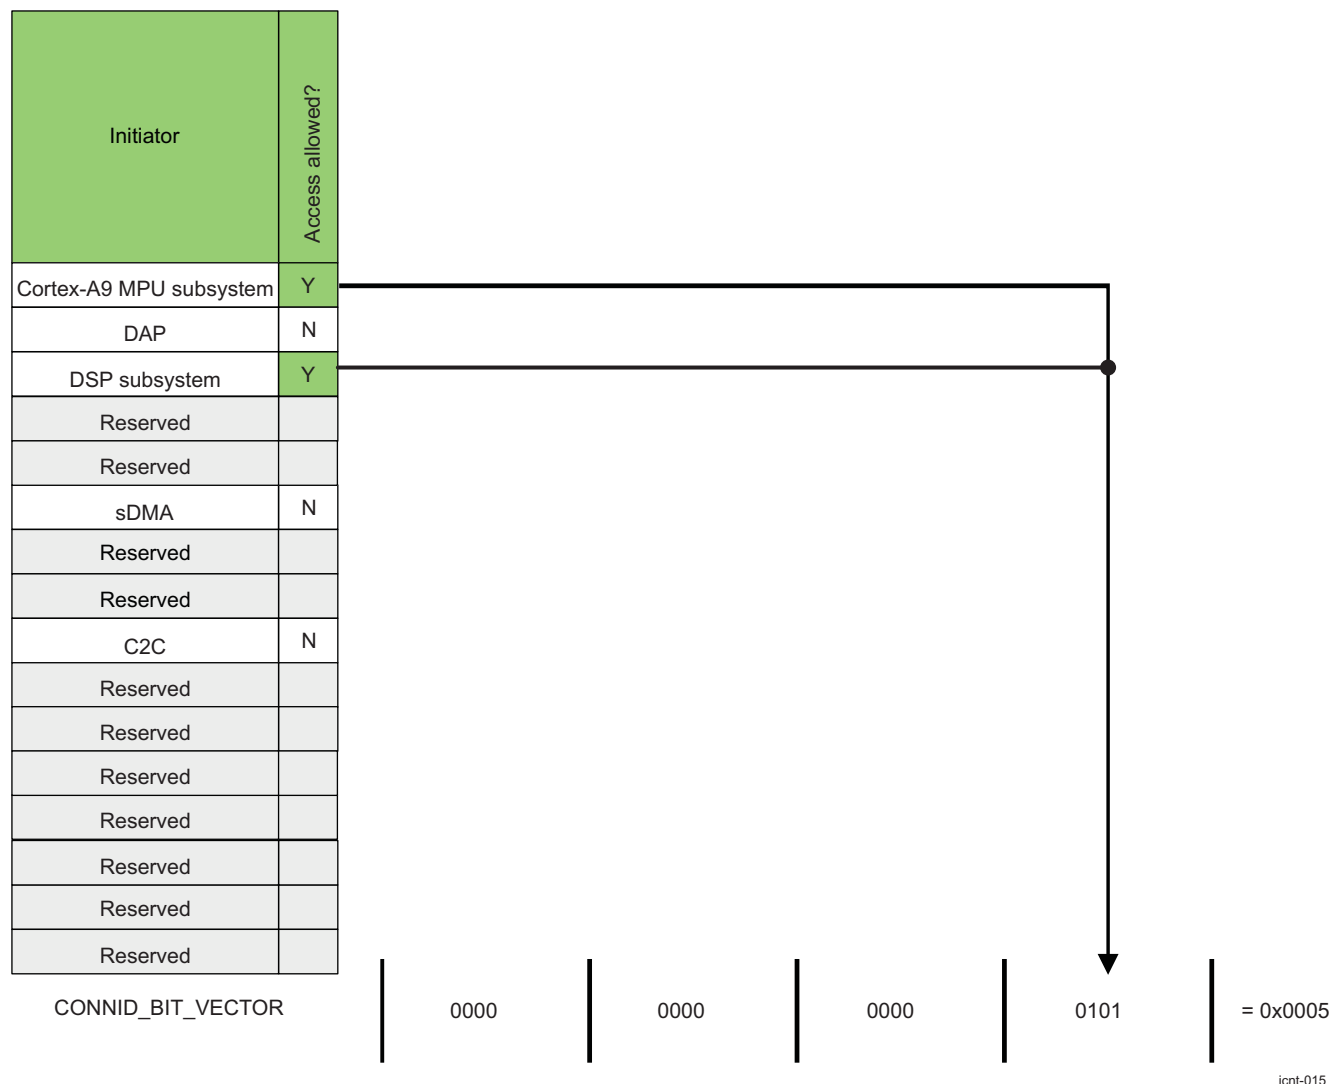 Initiator
Access allowed?
Cortex-A9 MPU subsystem Y
DAP N
DSP subsystem Y
Reserved
Reserved
sDMA N
Reserved
Reserved
C2C N
Reserved
Reserved
Reserved
Reserved
Reserved
Reserved
Reserved
CONNID_BIT_VECTOR 0000 0000 0000 0101 = 0x0005
icnt-015